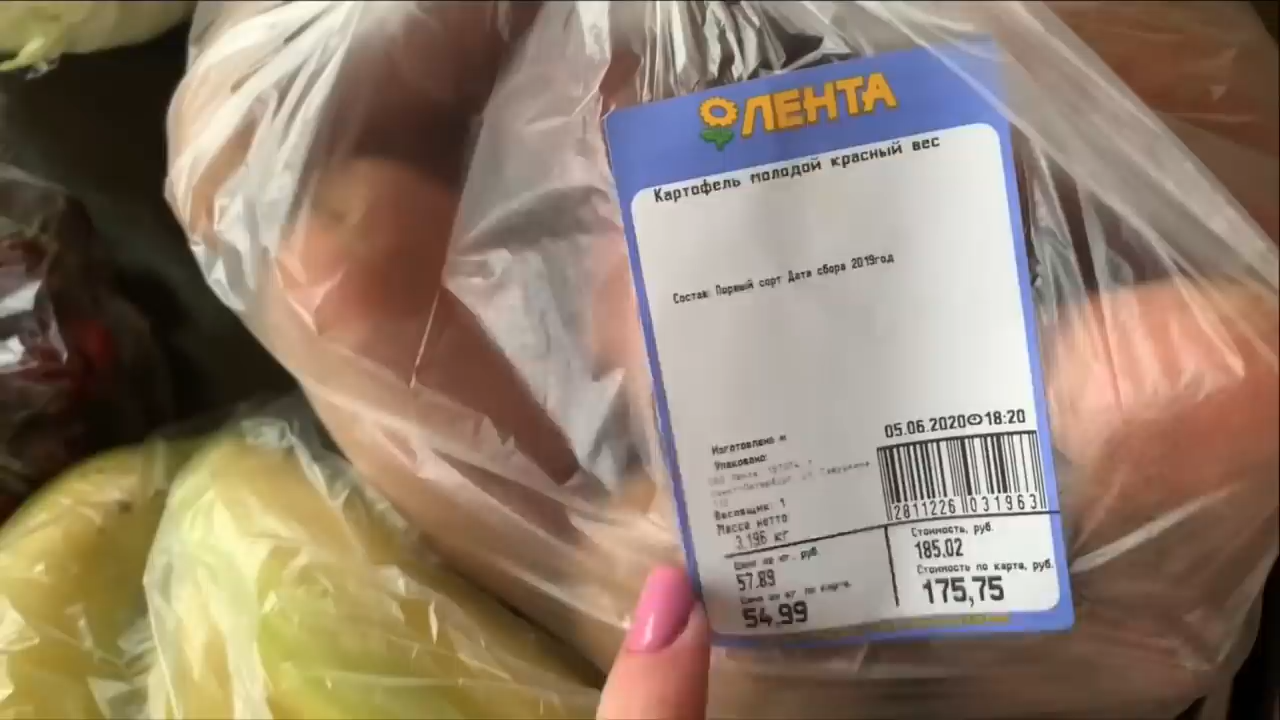 ЛЕНТА
Картофель молодой красный вес
Состав: Первый сорт Дата сбора 2019год
05.06.2020 18:20
Изготовлено и
Упаковано:
Санкт-Петербург
2811226 031963
Весовщик: 1
Масса нетто
3.196 кг
Цена за кг. руб.
57.89
Цена за кг по карте,
54.99
Стоимость, руб.
185.02
Стоимость по карте, руб.
175,75